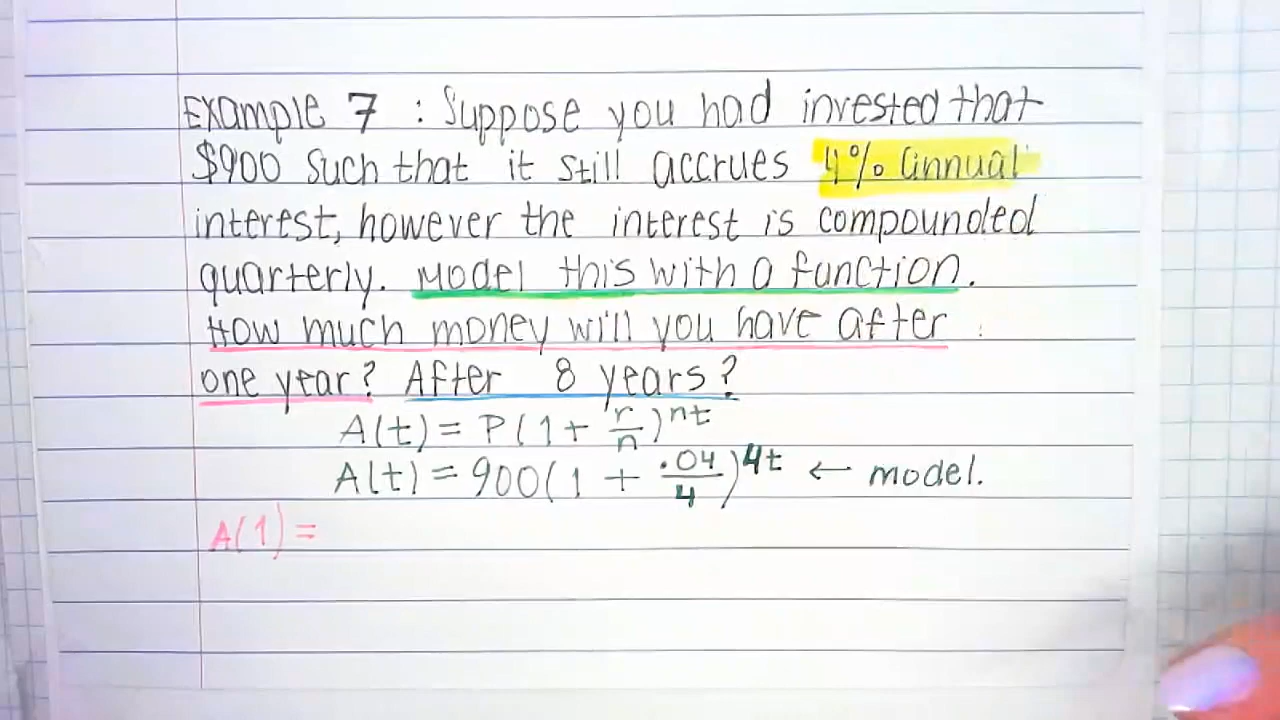 Example 7 : Suppose you had invested that
$900 such that it still accrues 4% annual
interest, however the interest is compounded
quarterly. Model this with a function.
How much money will you have after
one year? After 8 years?
A(t) = P(1 + r/n)^nt
A(t) = 900(1 + .04/4)^4t ← model.
A(1) =